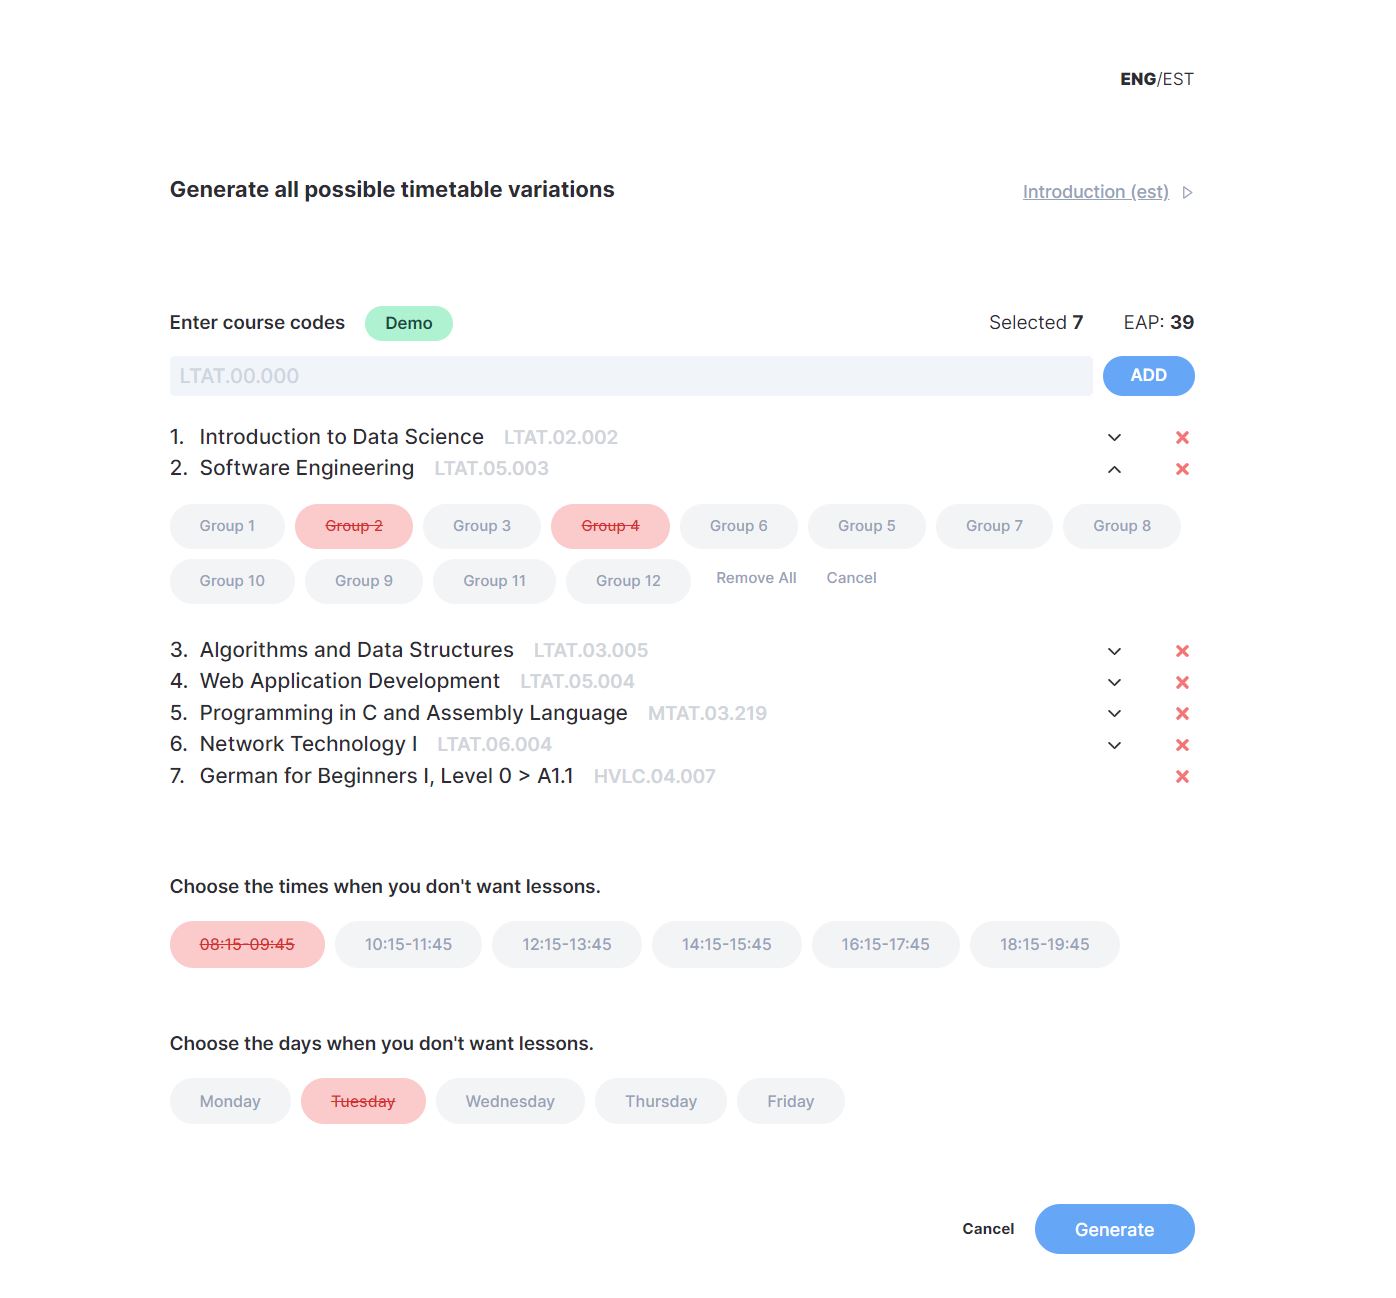 ENG/EST
Generate all possible timetable variations Introduction (est)
Enter course codes Demo Selected 7 EAP: 39
LTAT.00.000 ADD
1. Introduction to Data Science LTAT.02.002
2. Software Engineering LTAT.05.003
Group 1 Group 2 Group 3 Group 4 Group 6 Group 5 Group 7 Group 8
Group 10 Group 9 Group 11 Group 12 Remove All Cancel
3. Algorithms and Data Structures LTAT.03.005
4. Web Application Development LTAT.05.004
5. Programming in C and Assembly Language MTAT.03.219
6. Network Technology I LTAT.06.004
7. German for Beginners I, Level 0 > A1.1 HVLC.04.007
Choose the times when you don't want lessons.
08:15-09:45 10:15-11:45 12:15-13:45 14:15-15:45 16:15-17:45 18:15-19:45
Choose the days when you don't want lessons.
Monday Tuesday Wednesday Thursday Friday
Cancel Generate